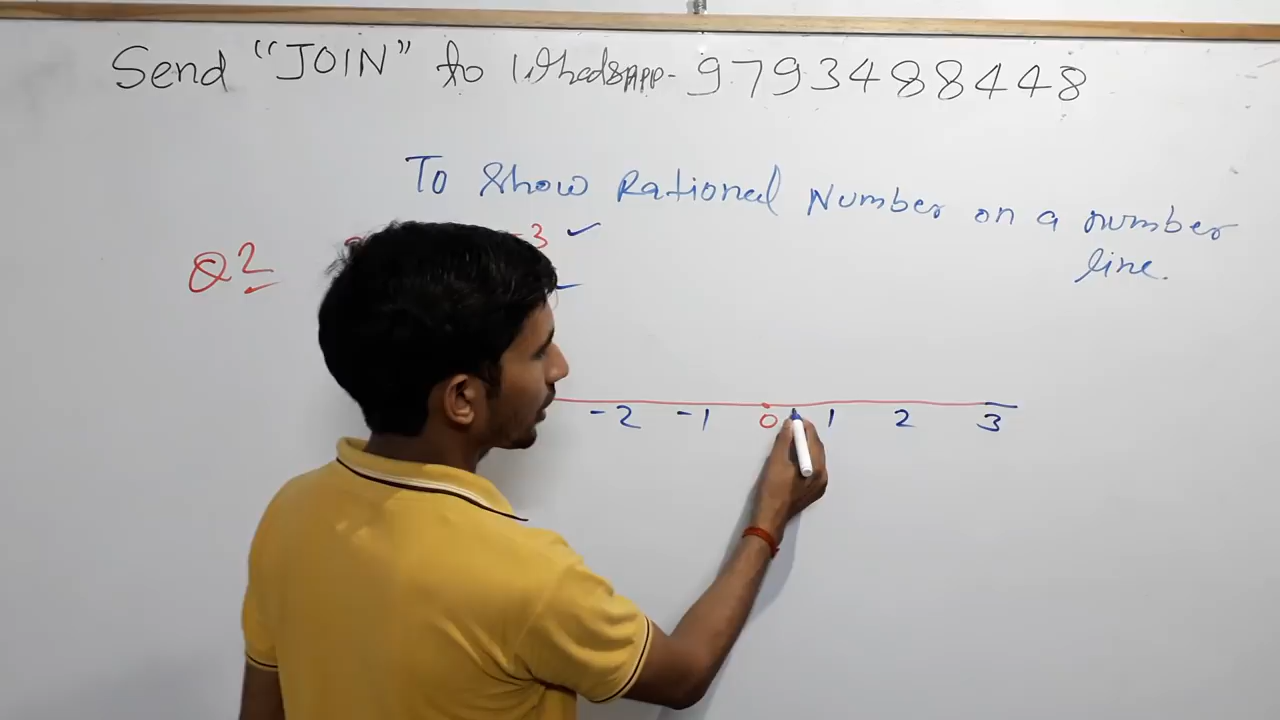 Send "JOIN" to WhatsAPP- 9793488448
To Show Rational Number on a number
line.
Q2 -3
-2 -1 0 1 2 3